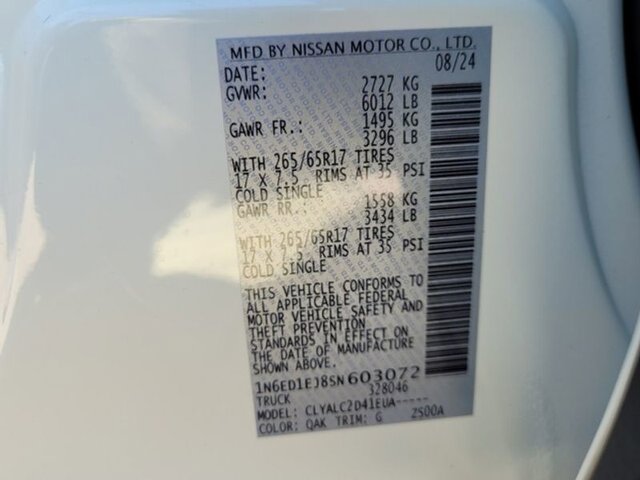 MFD BY NISSAN MOTOR CO., LTD.
DATE: 08/24
GVWR: 2727 KG
6012 LB
GAWR FR.: 1495 KG
3296 LB
WITH 265/65R17 TIRES
17 X 7.5 RIMS AT 35 PSI
COLD SINGLE
GAWR RR.: 1558 KG
3434 LB
WITH 265/65R17 TIRES
17 X 7.5 RIMS AT 35 PSI
COLD SINGLE
THIS VEHICLE CONFORMS TO
ALL APPLICABLE FEDERAL
MOTOR VEHICLE SAFETY AND
THEFT PREVENTION
STANDARDS IN EFFECT ON
THE DATE OF MANUFACTURE
SHOWN ABOVE.
1N6ED1EJ8SN603072
TRUCK 328046
MODEL: CLYALC2D41EUA-----
COLOR: QAK TRIM: G ZS00A